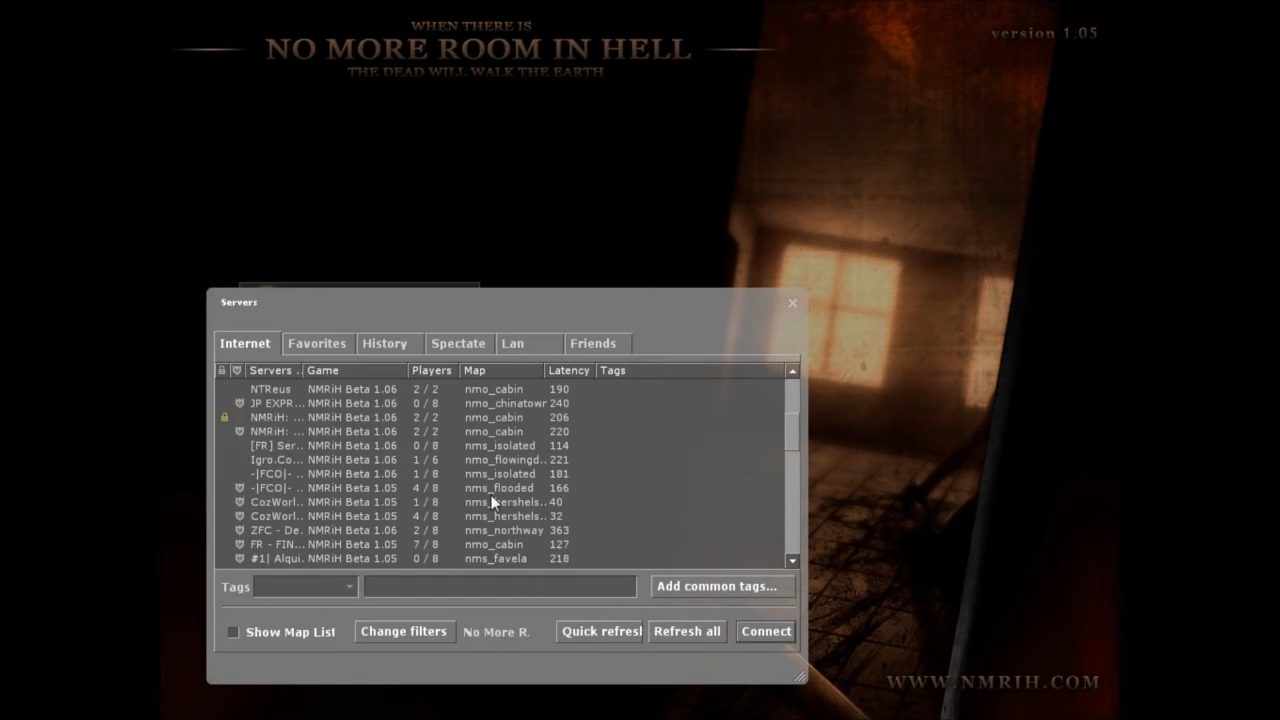 WHEN THERE IS
NO MORE ROOM IN HELL
THE DEAD WILL WALK THE EARTH
version 1.05
Servers
Internet Favorites History Spectate Lan Friends
Servers .. Game Players Map Latency Tags
NTReus NMRiH Beta 1.06 2 / 2 nmo_cabin 190
JP EXPR... NMRiH Beta 1.06 0 / 8 nmo_chinatowr 240
NMRiH: ... NMRiH Beta 1.06 2 / 2 nmo_cabin 206
NMRiH: ... NMRiH Beta 1.06 2 / 2 nmo_cabin 220
[FR] Ser.. NMRiH Beta 1.06 0 / 8 nms_isolated 114
Igro.Co... NMRiH Beta 1.06 1 / 6 nmo_flowingd.. 221
-|FCO|- .. NMRiH Beta 1.06 1 / 8 nms_isolated 181
-|FCO|- .. NMRiH Beta 1.05 4 / 8 nms_flooded 166
CozWorl.. NMRiH Beta 1.05 1 / 8 nms_hershels.. 40
CozWorl.. NMRiH Beta 1.05 4 / 8 nms_hershels.. 32
ZFC - De.. NMRiH Beta 1.06 2 / 8 nms_northway 363
FR - FIN... NMRiH Beta 1.05 7 / 8 nmo_cabin 127
#1| Alqui. NMRiH Beta 1.05 0 / 8 nms_favela 218
Tags Add common tags...
Show Map List Change filters No More R. Quick refresl Refresh all Connect
WWW.NMRIH.COM